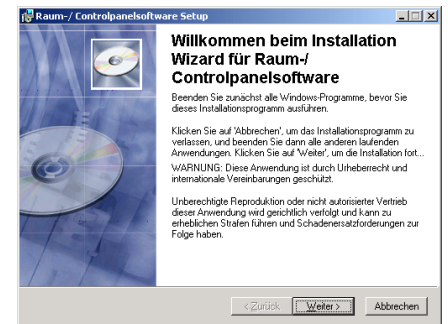 Raum-/ Controlpanelsoftware Setup
Willkommen beim Installation
Wizard für Raum-/
Controlpanelsoftware
Beenden Sie zunächst alle Windows-Programme, bevor Sie
dieses Installationsprogramm ausführen.
Klicken Sie auf 'Abbrechen', um das Installationsprogramm zu
verlassen, und beenden Sie dann alle anderen laufenden
Anwendungen. Klicken Sie auf 'Weiter', um die Installation fort...
WARNUNG: Diese Anwendung ist durch Urheberrecht und
internationale Vereinbarungen geschützt.
Unberechtigte Reproduktion oder nicht autorisierter Vertrieb
dieser Anwendung wird gerichtlich verfolgt und kann zu
erheblichen Strafen führen und Schadenersatzforderungen zur
Folge haben.
< Zurück Weiter > Abbrechen